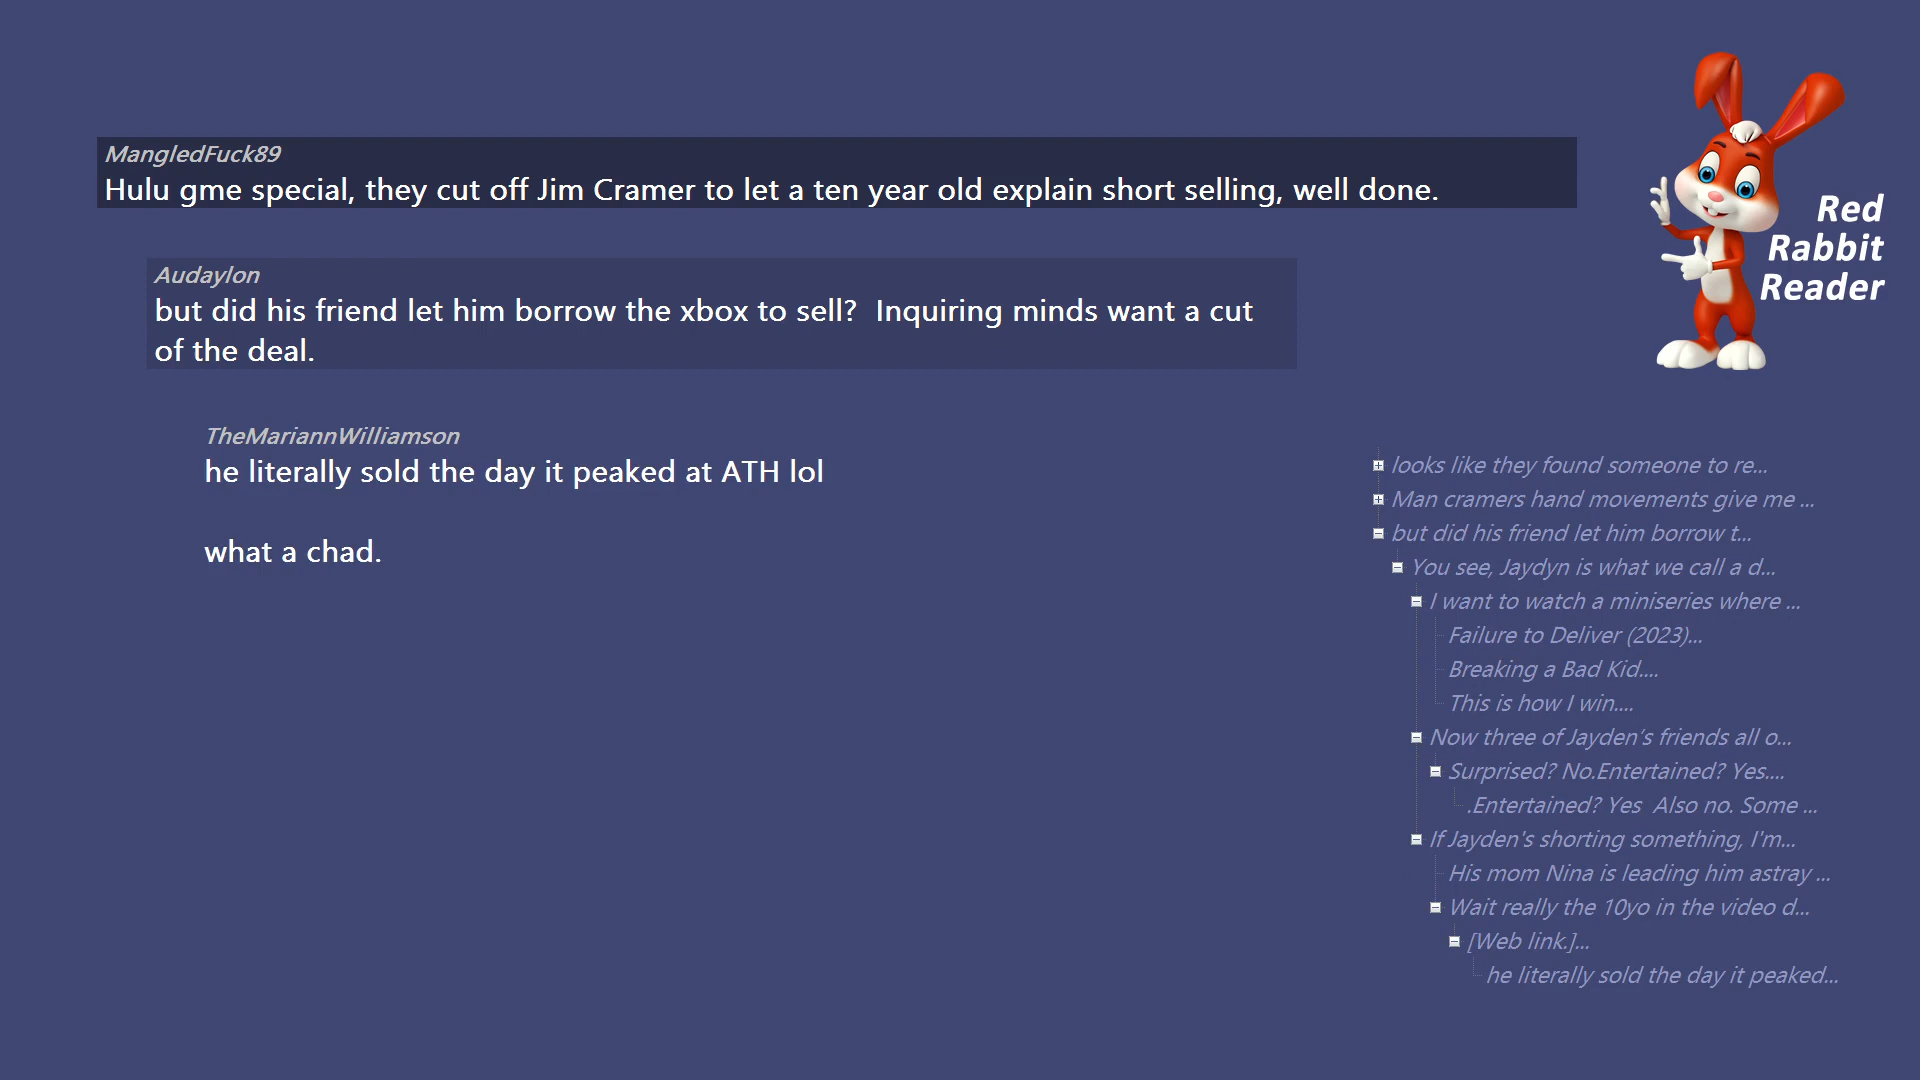 MangledFuck89
Hulu gme special, they cut off Jim Cramer to let a ten year old explain short selling, well done.
Audaylon
but did his friend let him borrow the xbox to sell?  Inquiring minds want a cut
of the deal.
TheMariannWilliamson
he literally sold the day it peaked at ATH lol
what a chad.
Red
Rabbit
Reader
looks like they found someone to re...
Man cramers hand movements give me ...
but did his friend let him borrow t...
You see, Jaydyn is what we call a d...
I want to watch a miniseries where ...
Failure to Deliver (2023)...
Breaking a Bad Kid....
This is how I win....
Now three of Jayden’s friends all o...
Surprised? No.Entertained? Yes....
.Entertained? Yes  Also no. Some ...
If Jayden's shorting something, I'm...
His mom Nina is leading him astray ...
Wait really the 10yo in the video d...
[Web link.]...
he literally sold the day it peaked...